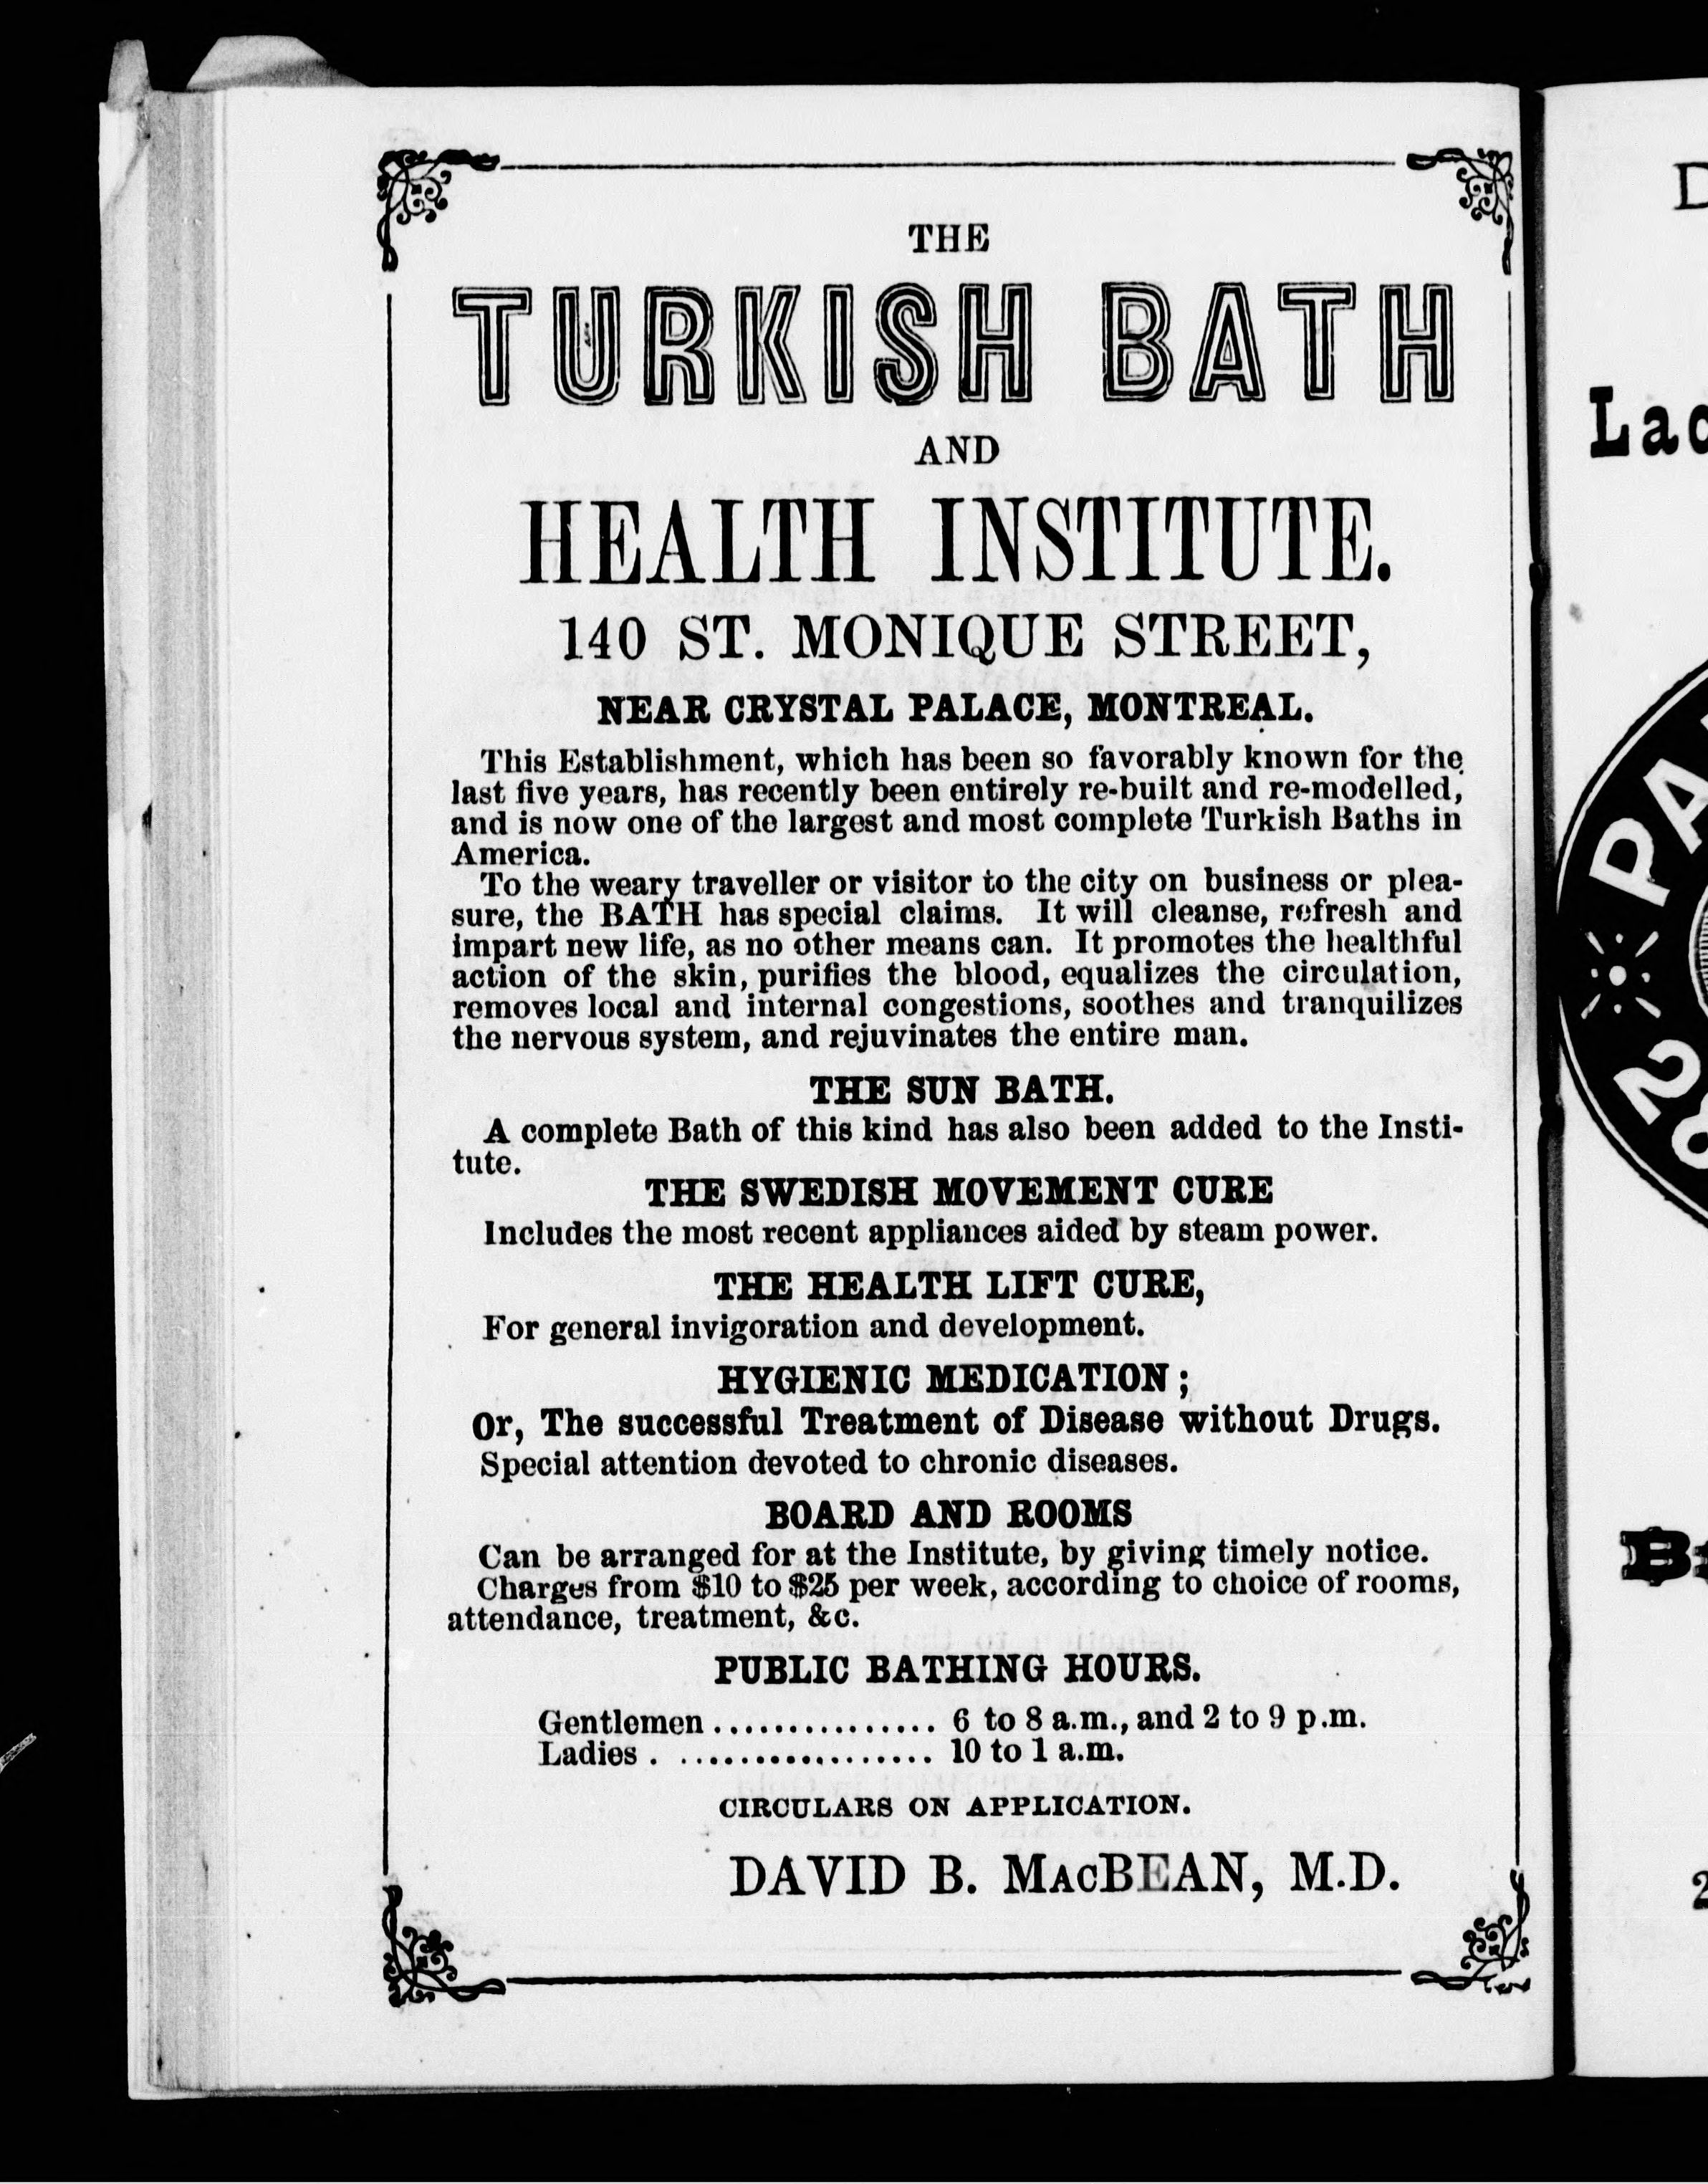 THE
TURKISH BATH
AND
HEALTH INSTITUTE.
140 ST. MONIQUE STREET,
NEAR CRYSTAL PALACE, MONTREAL.
This Establishment, which has been so favorably known for the
last five years, has recently been entirely re-built and re-modelled,
and is now one of the largest and most complete Turkish Baths in
America.
To the weary traveller or visitor to the city on business or plea-
sure, the BATH has special claims. It will cleanse, refresh and
impart new life, as no other means can. It promotes the healthful
action of the skin, purifies the blood, equalizes the circulation,
removes local and internal congestions, soothes and tranquilizes
the nervous system, and rejuvinates the entire man.
THE SUN BATH.
A complete Bath of this kind has also been added to the Insti-
tute.
THE SWEDISH MOVEMENT CURE
Includes the most recent appliances aided by steam power.
THE HEALTH LIFT CURE,
For general invigoration and development.
HYGIENIC MEDICATION ;
Or, The successful Treatment of Disease without Drugs.
Special attention devoted to chronic diseases.
BOARD AND ROOMS
Can be arranged for at the Institute, by giving timely notice.
Charges from $10 to $25 per week, according to choice of rooms,
attendance, treatment, &c.
PUBLIC BATHING HOURS.
Gentlemen ............... 6 to 8 a.m., and 2 to 9 p.m.
Ladies . ................. 10 to 1 a.m.
CIRCULARS ON APPLICATION.
DAVID B. MACBEAN, M.D.